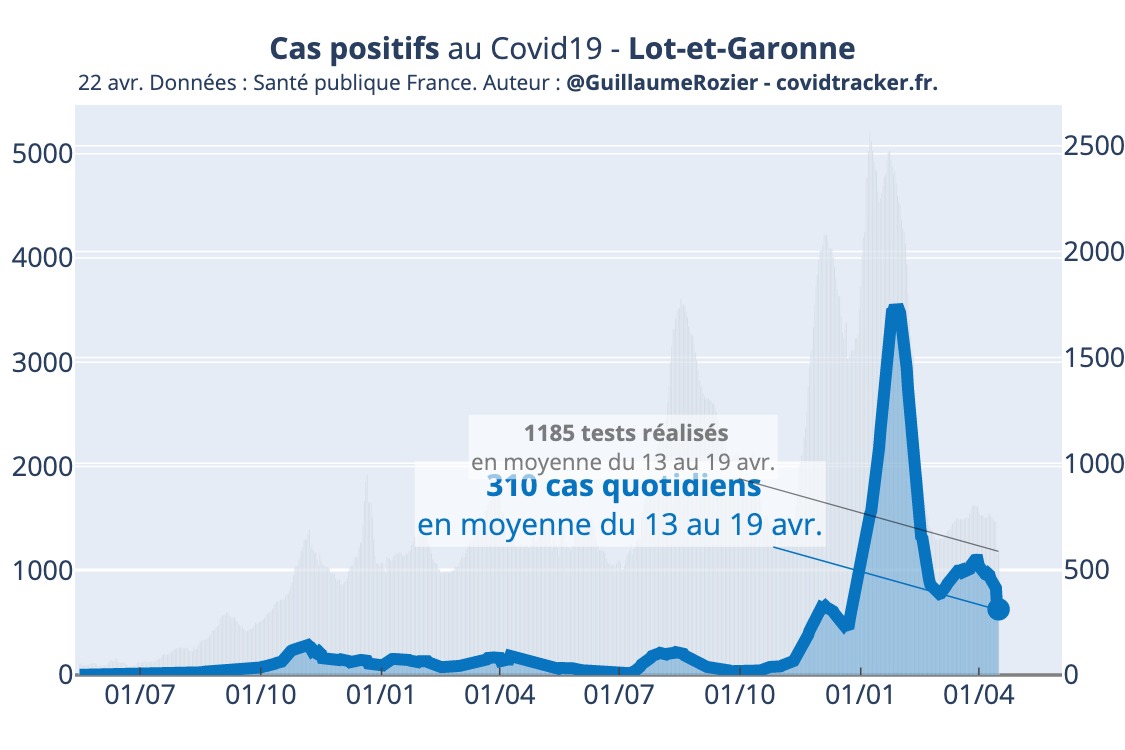 Cas positifs au Covid19 - Lot-et-Garonne
22 avr. Données : Santé publique France. Auteur : @GuillaumeRozier - covidtracker.fr.
5000
4000
3000
2000
1000
0
2500
2000
1500
1000
500
0
1185 tests réalisés
en moyenne du 13 au 19 avr.
310 cas quotidiens
en moyenne du 13 au 19 avr.
01/07 01/10 01/01 01/04 01/07 01/10 01/01 01/04